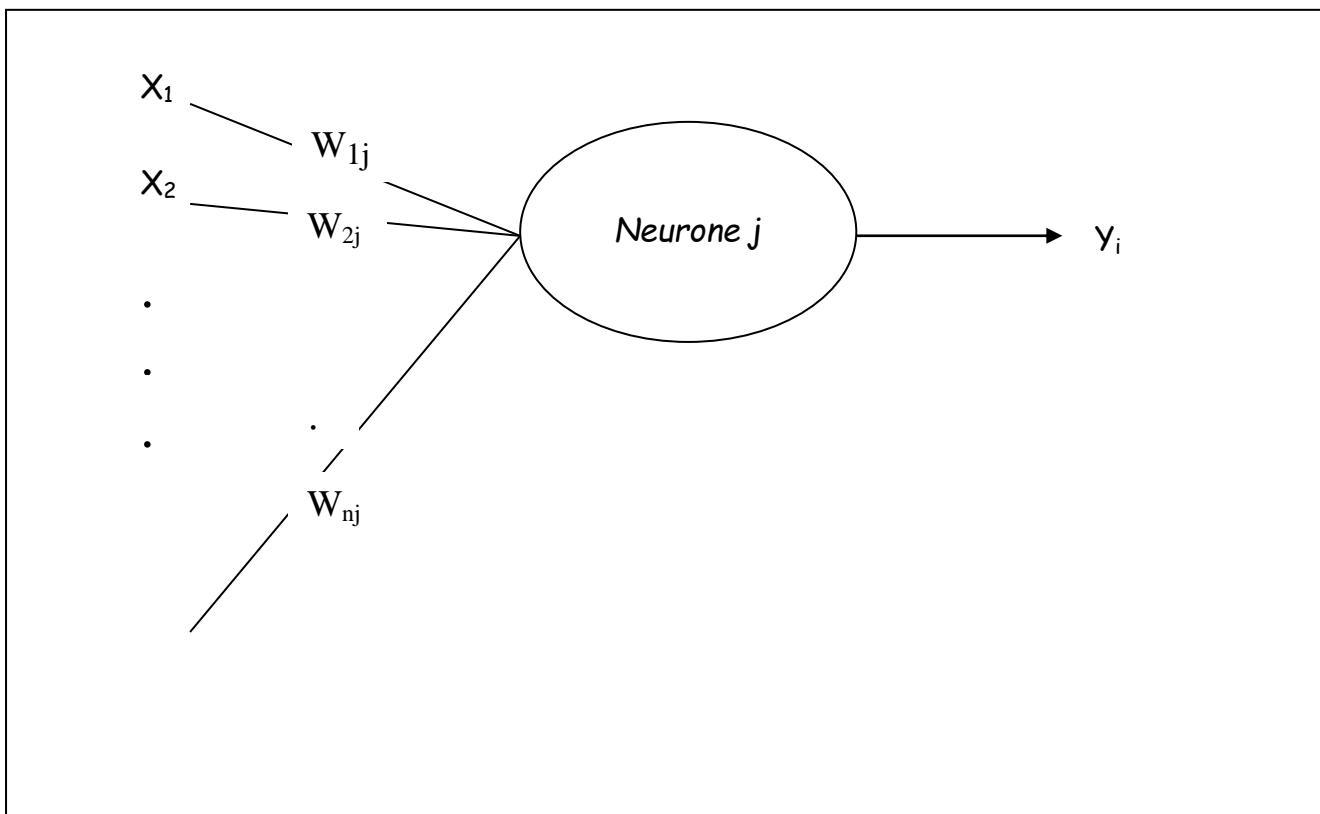 X₁
W₁ⱼ
X₂
W₂ⱼ
Neurone j
Yᵢ
.
.
.
.
Wₙⱼ